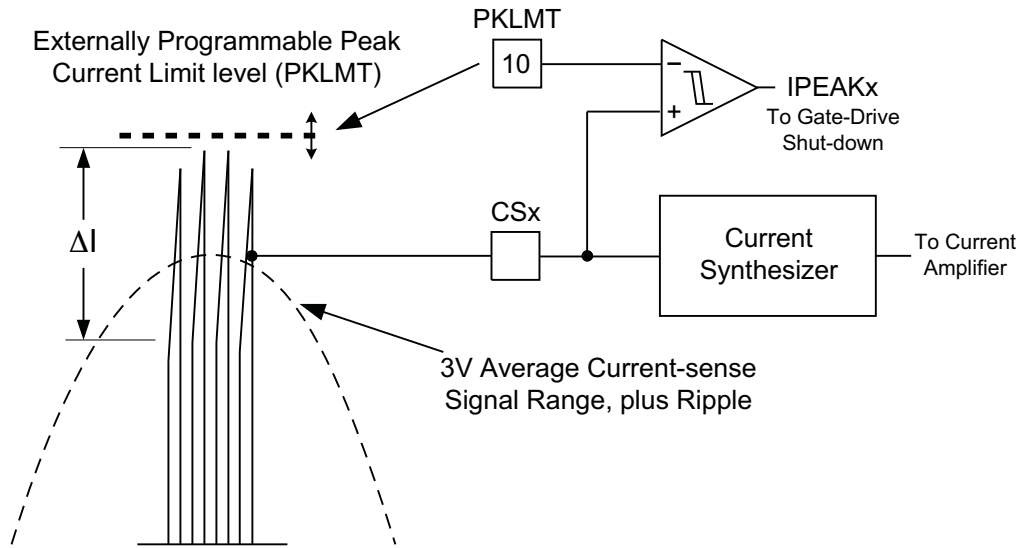 PKLMT
Externally Programmable Peak
Current Limit level (PKLMT)
10
−
+
IPEAKx
To Gate-Drive
Shut-down
ΔI
CSx
Current
Synthesizer
To Current
Amplifier
3V Average Current-sense
Signal Range, plus Ripple